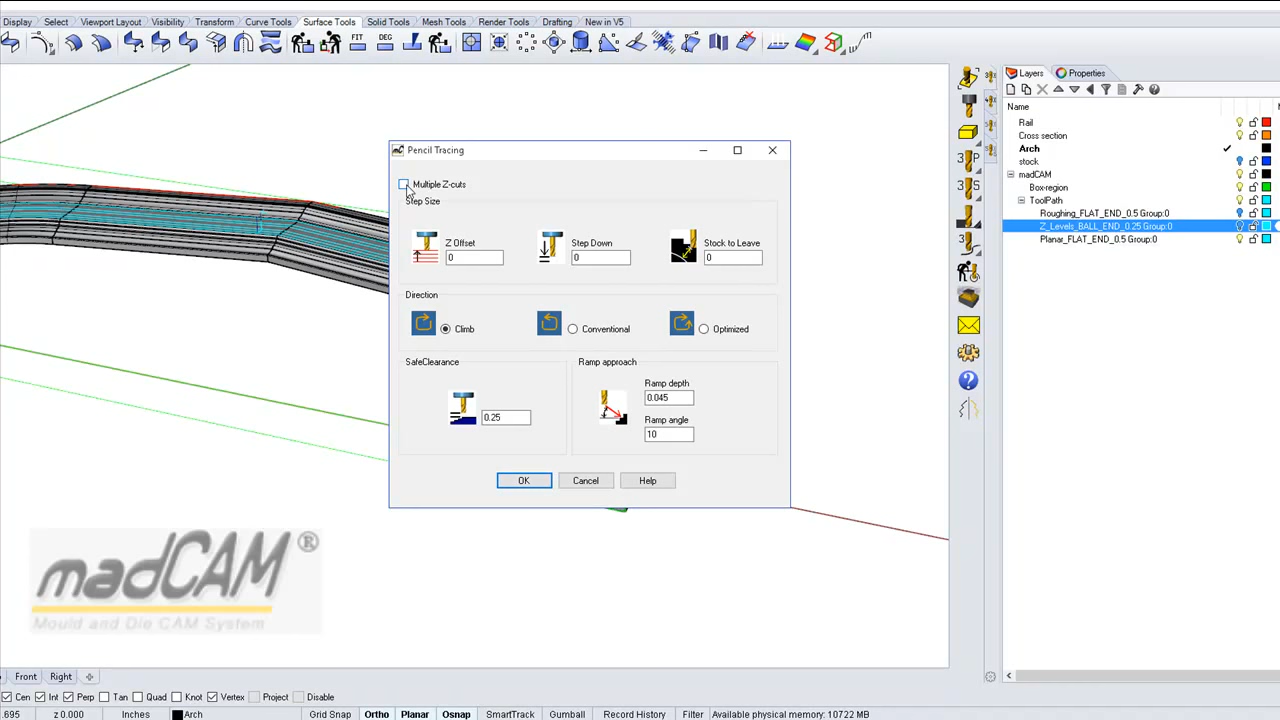 Display Select Viewport Layout Visibility Transform Curve Tools Surface Tools Solid Tools Mesh Tools Render Tools Drafting New in V5
FIT DEG
Layers Properties
Name
Rail
Cross section
Arch
stock
madCAM
Box-region
ToolPath
Roughing_FLAT_END_0.5 Group:0
Z_Levels_BALL_END_0.25 Group:0
Planar_FLAT_END_0.5 Group:0
Pencil Tracing
Multiple Z-cuts
Step Size
Z Offset
0
Step Down
0
Stock to Leave
0
Direction
Climb
Conventional
Optimized
SafeClearance
0.25
Ramp approach
Ramp depth
0.045
Ramp angle
10
OK Cancel Help
madCAM®
Mould and Die CAM System
Front Right
Cen Int Perp Tan Quad Knot Vertex Project Disable
.695 z 0.000 Inches Arch Grid Snap Ortho Planar Osnap SmartTrack Gumball Record History Filter Available physical memory: 10722 MB